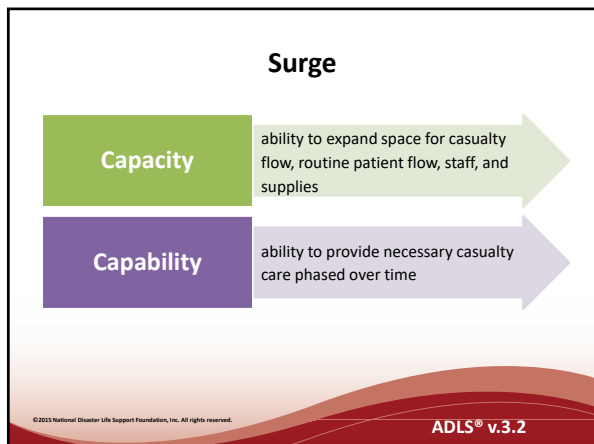 Surge
Capacity
ability to expand space for casualty
flow, routine patient flow, staff, and
supplies
Capability
ability to provide necessary casualty
care phased over time
©2015 National Disaster Life Support Foundation, Inc. All rights reserved.
ADLS® v.3.2